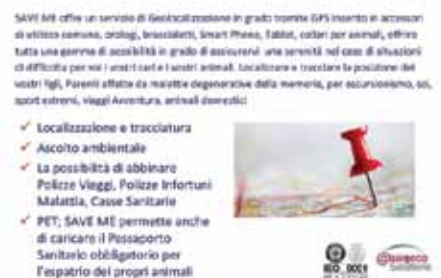 SAVE ME offre un servizio di Geolocalizzazione in grado tramite GPS inserito in accessori
di utilizzo comune, orologi, braccialetti, Smart Phone, Tablet, collari per animali, offrire
tutta una gamma di possibilità in grado di assicurarvi una serenità nel caso di situazioni
di difficoltà per voi i vostri cari e i vostri animali. Localizzare e tracciare la posizione dei
vostri figli, Parenti affette da malattie degenerative della memoria, per escursionismo, sci,
sport estremi, viaggi Avventura, animali domestici
✓ Localizzazione e tracciatura
✓ Ascolto ambientale
✓ La possibilità di abbinare
Polizze Viaggi, Polizze Infortuni
Malattia, Casse Sanitarie
✓ PET; SAVE ME permette anche
di caricare il Passaporto
Sanitario obbligatorio per
l'espatrio dei propri animali